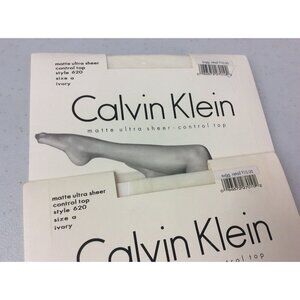 matte ultra sheer
control top
style 620
size a
ivory
Calvin Klein
matte ultra sheer - control top
matte ultra sheer
control top
style 620
size a
ivory
Calvin Klein
control top